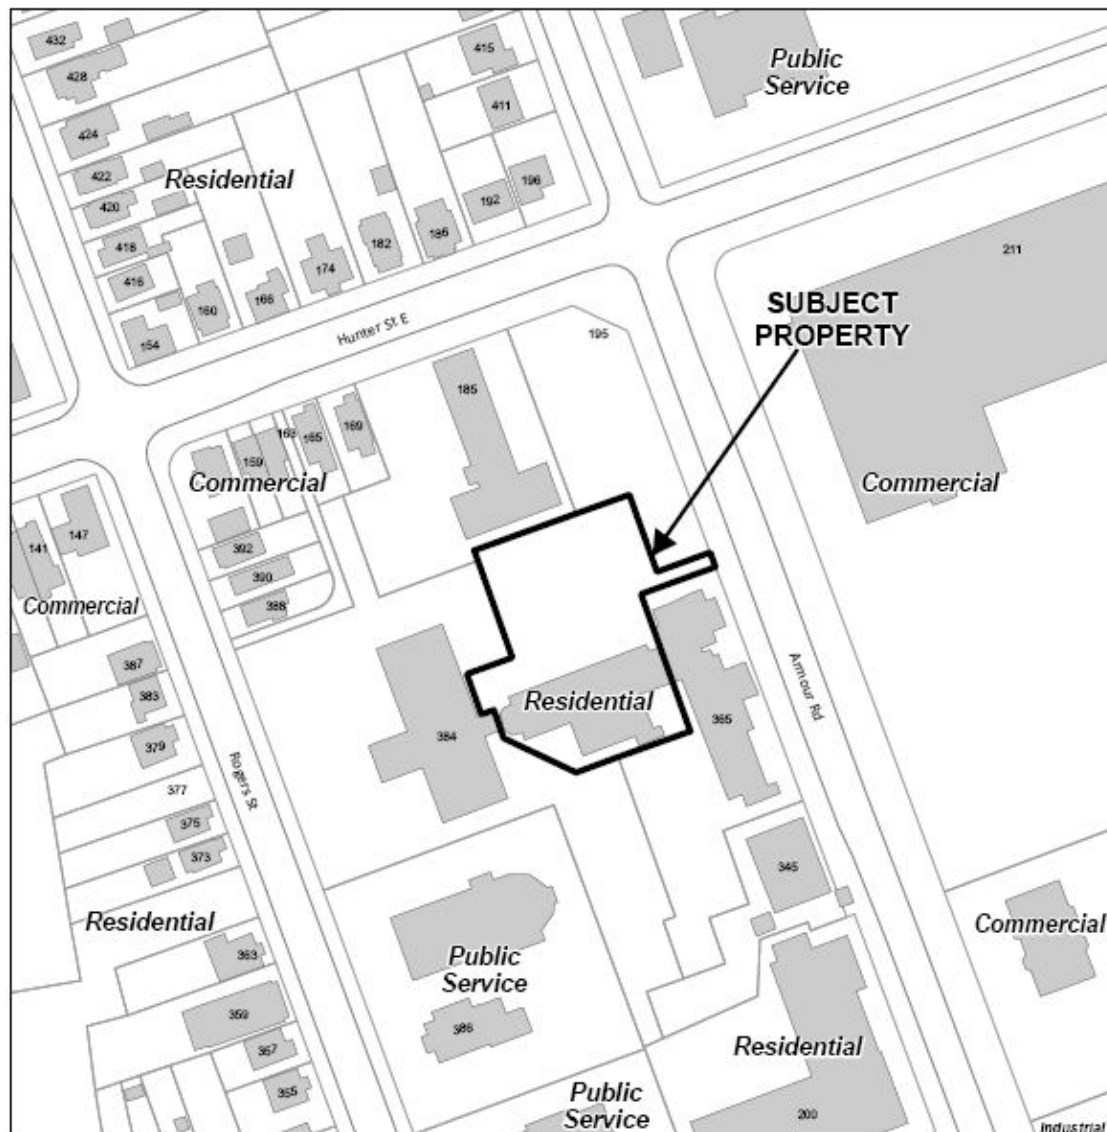 432
428
424
422
420
418
416
154
160
166
174
182
186
192
196
411
415
Residential
Public
Service
211
Hunter St E
SUBJECT
PROPERTY
195
185
169
165
163
159
Commercial
Commercial
147
141
Commercial
392
390
388
387
383
379
377
375
373
384
Residential
365
Armour Rd
Rogers St
345
Residential
363
359
357
355
Public
Service
386
Commercial
Residential
Public
Service
200
Industrial